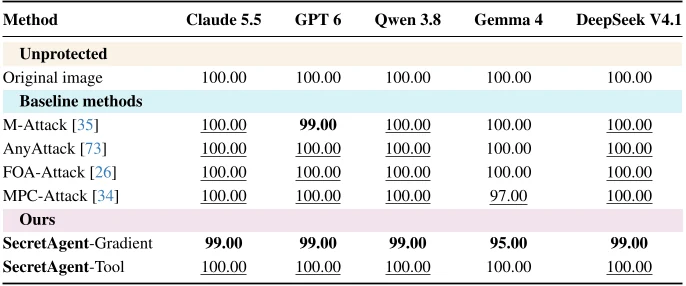 Method Claude 5.5 GPT 6 Qwen 3.8 Gemma 4 DeepSeek V4.1
Unprotected
Original image 100.00 100.00 100.00 100.00 100.00
Baseline methods
M-Attack [35] 100.00 99.00 100.00 100.00 100.00
AnyAttack [73] 100.00 100.00 100.00 100.00 100.00
FOA-Attack [26] 100.00 100.00 100.00 100.00 100.00
MPC-Attack [34] 100.00 100.00 100.00 97.00 100.00
Ours
SecretAgent-Gradient 99.00 99.00 99.00 95.00 99.00
SecretAgent-Tool 100.00 100.00 100.00 100.00 100.00